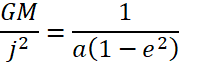 GM/j² = 1/a(1 − e²)